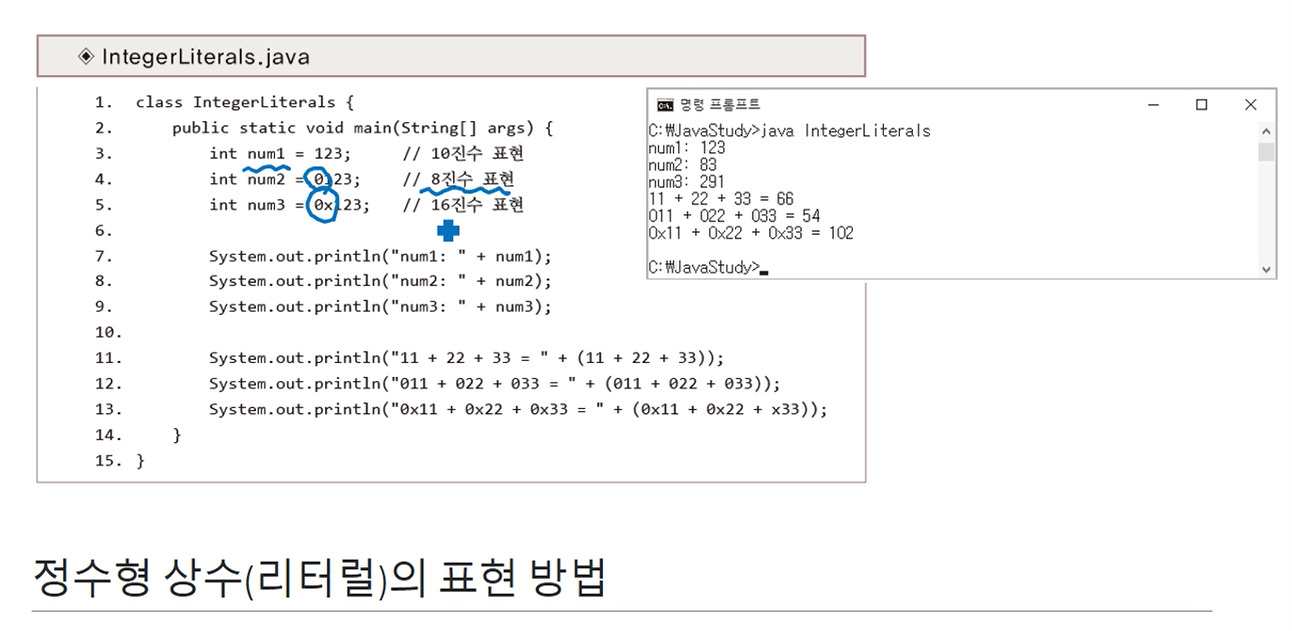 ◈ IntegerLiterals.java
1. class IntegerLiterals {
2. public static void main(String[] args) {
3. int num1 = 123; // 10진수 표현
4. int num2 = 0123; // 8진수 표현
5. int num3 = 0x123; // 16진수 표현
6.
7. System.out.println("num1: " + num1);
8. System.out.println("num2: " + num2);
9. System.out.println("num3: " + num3);
10.
11. System.out.println("11 + 22 + 33 = " + (11 + 22 + 33));
12. System.out.println("011 + 022 + 033 = " + (011 + 022 + 033));
13. System.out.println("0x11 + 0x22 + 0x33 = " + (0x11 + 0x22 + x33));
14. }
15. }
명령 프롬프트
C:₩JavaStudy>java IntegerLiterals
num1: 123
num2: 83
num3: 291
11 + 22 + 33 = 66
011 + 022 + 033 = 54
0x11 + 0x22 + 0x33 = 102
C:₩JavaStudy>
정수형 상수(리터럴)의 표현 방법